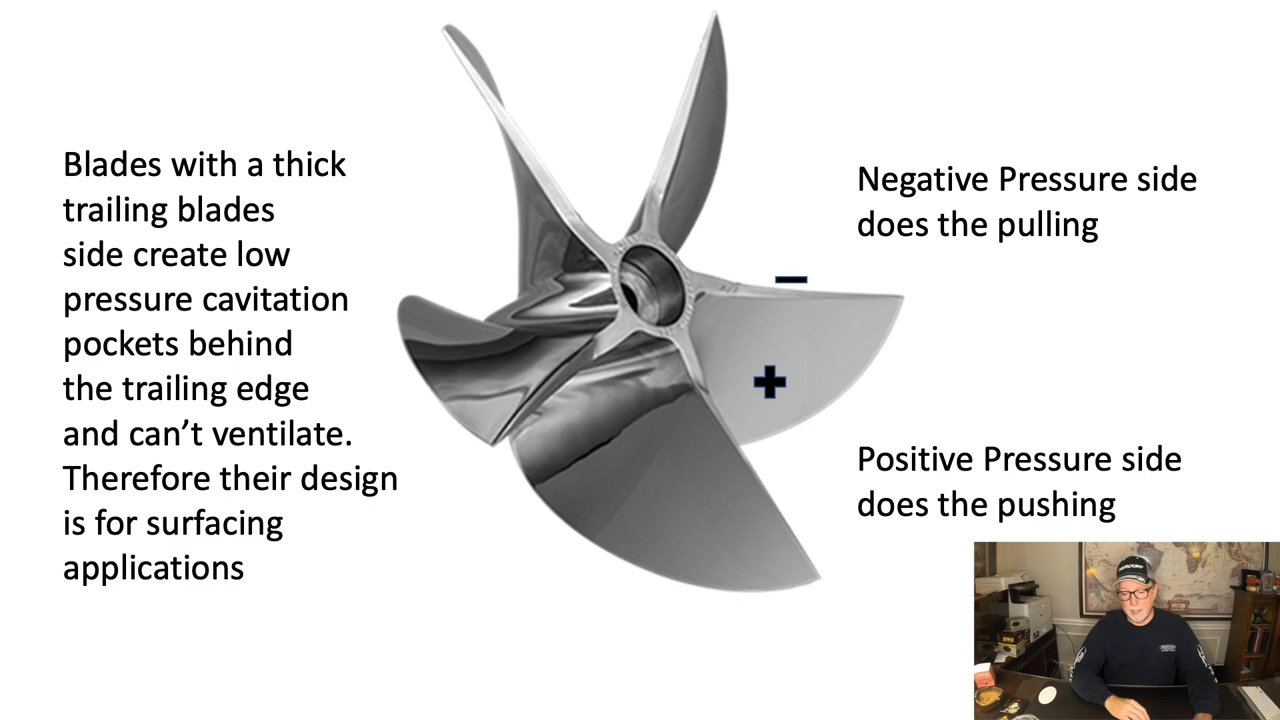 Blades with a thick
trailing blades
side create low
pressure cavitation
pockets behind
the trailing edge
and can’t ventilate.
Therefore their design
is for surfacing
applications
Negative Pressure side
does the pulling
Positive Pressure side
does the pushing
MERCURY